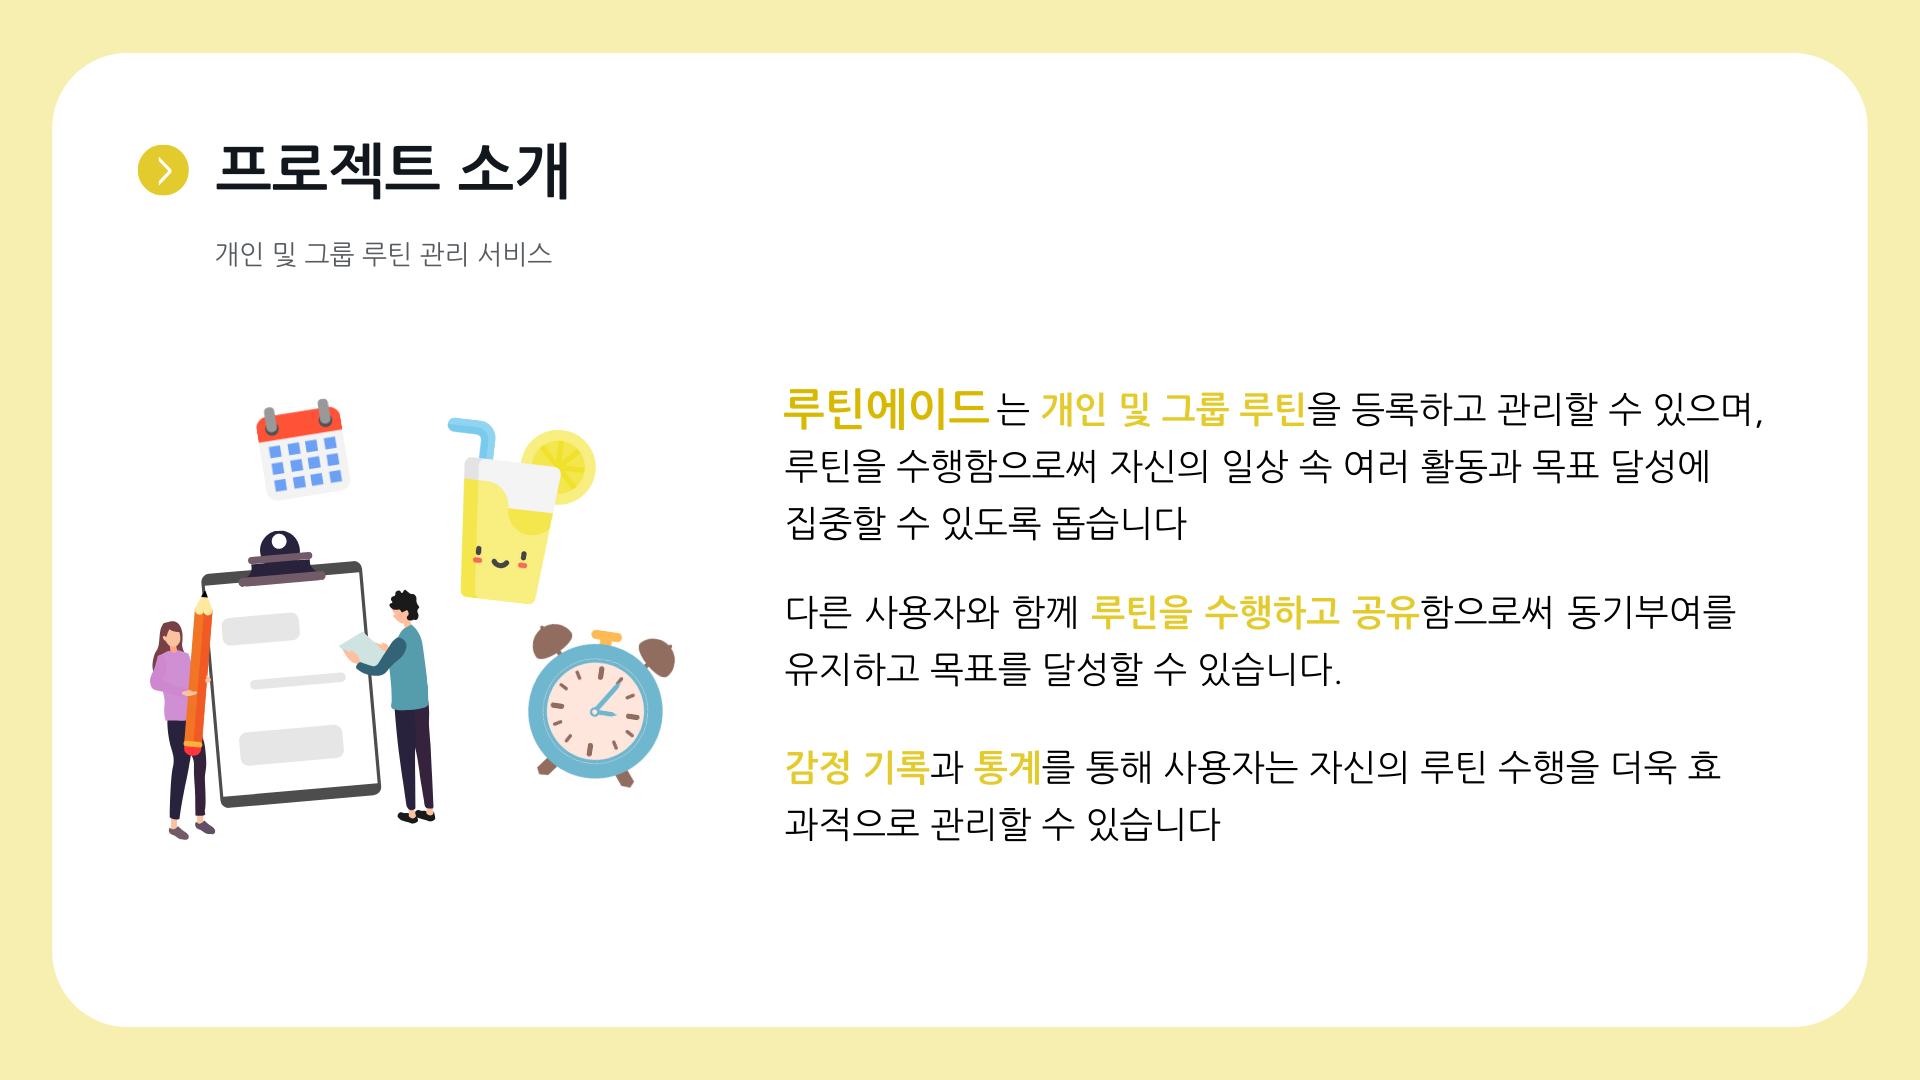 프로젝트 소개
개인 및 그룹 루틴 관리 서비스
루틴에이드 는 개인 및 그룹 루틴을 등록하고 관리할 수 있으며,
루틴을 수행함으로써 자신의 일상 속 여러 활동과 목표 달성에
집중할 수 있도록 돕습니다
다른 사용자와 함께 루틴을 수행하고 공유함으로써 동기부여를
유지하고 목표를 달성할 수 있습니다.
감정 기록과 통계를 통해 사용자는 자신의 루틴 수행을 더욱 효
과적으로 관리할 수 있습니다